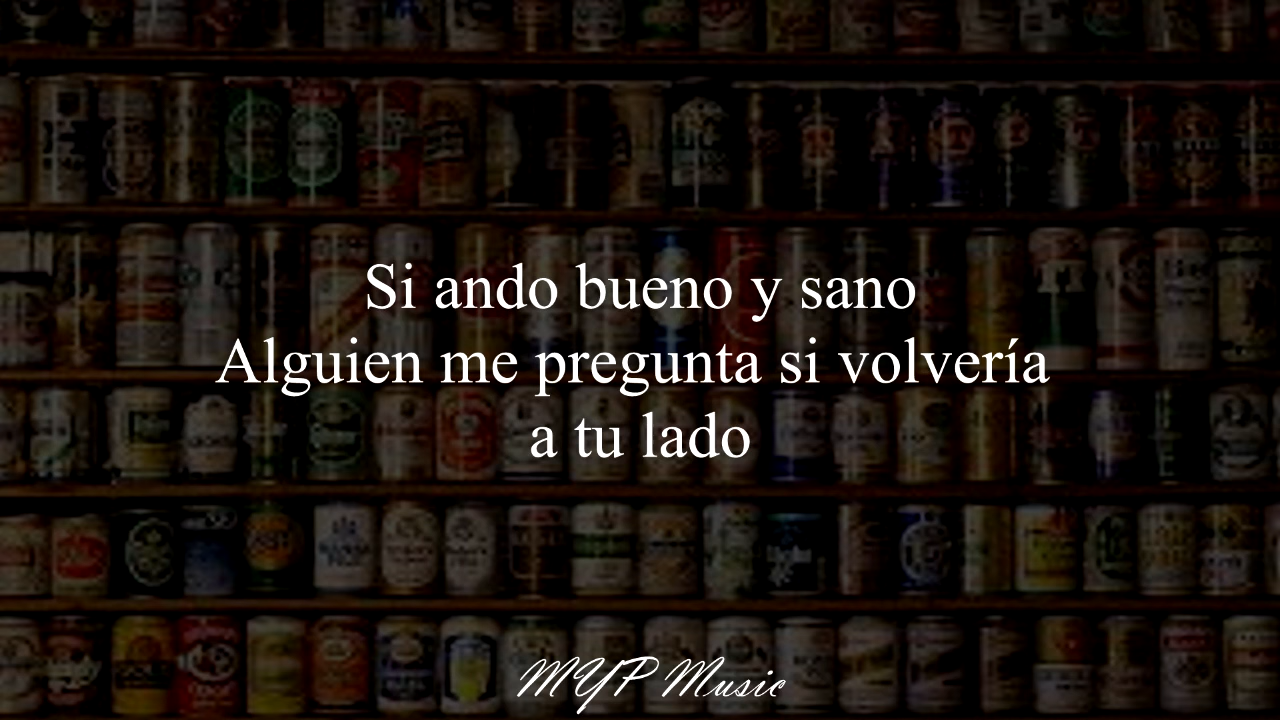 Si ando bueno y sano
Alguien me pregunta si volvería
a tu lado
MYP Music